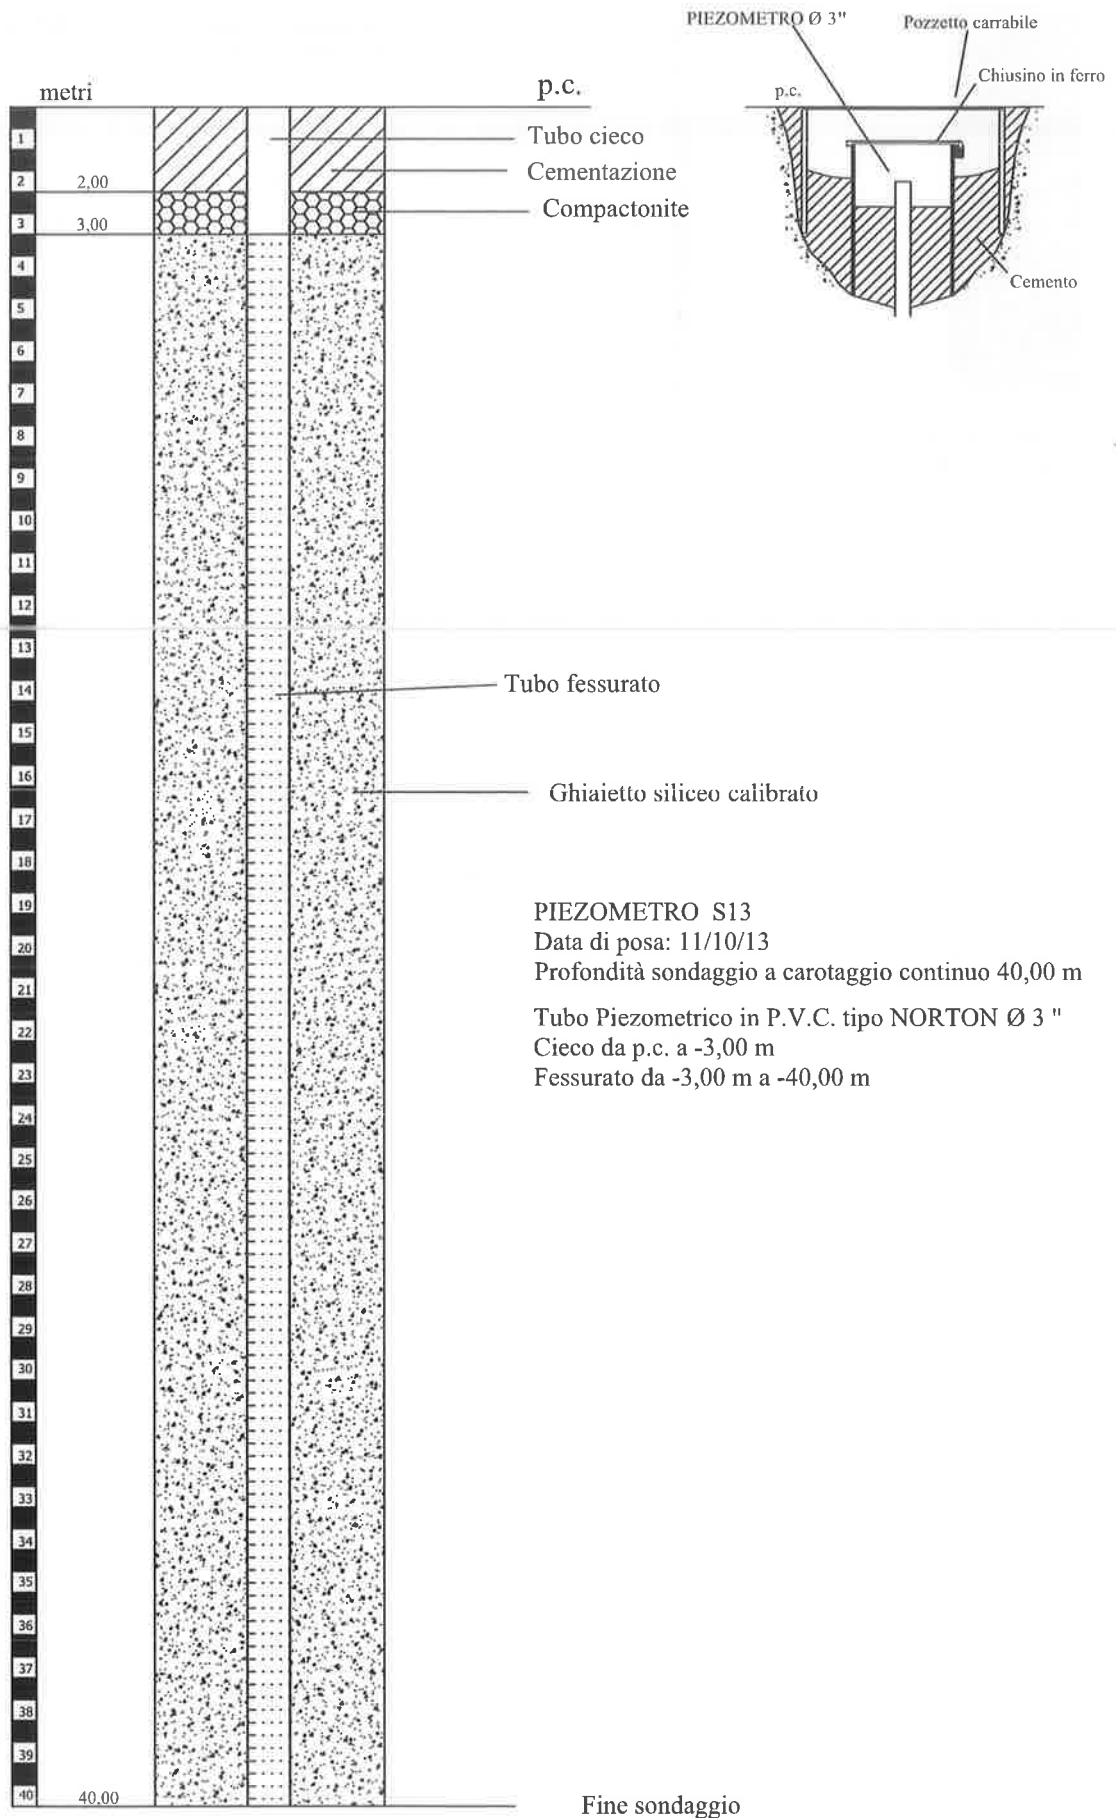 PIEZOMETRO Ø 3"
Pozzetto carrabile
Chiusino in ferro
p.c.
Cemento
metri
p.c.
Tubo cieco
Cementazione
Compactonite
2,00
3,00
1
2
3
4
5
6
7
8
9
10
11
12
13
14
15
16
17
18
19
20
21
22
23
24
25
26
27
28
29
30
31
32
33
34
35
36
37
38
39
40
Tubo fessurato
Ghiaietto siliceo calibrato
PIEZOMETRO S13
Data di posa: 11/10/13
Profondità sondaggio a carotaggio continuo 40,00 m
Tubo Piezometrico in P.V.C. tipo NORTON Ø 3 "
Cieco da p.c. a -3,00 m
Fessurato da -3,00 m a -40,00 m
40,00
Fine sondaggio